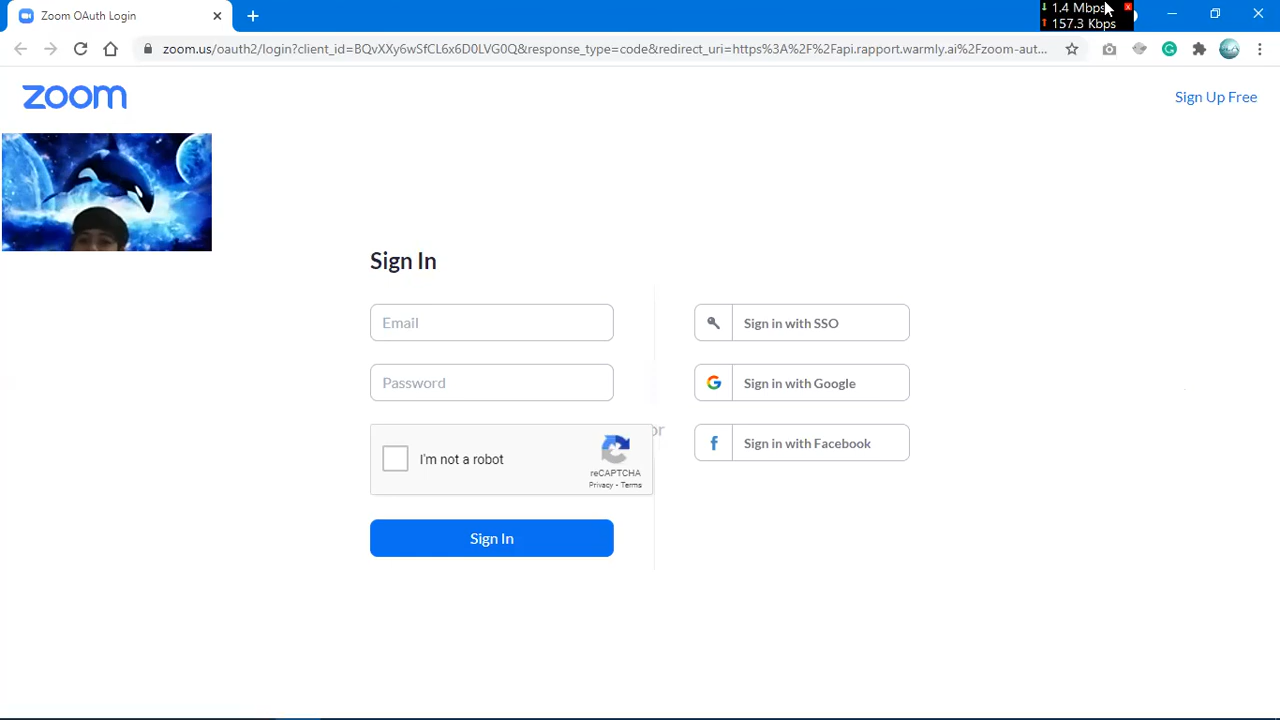 Zoom OAuth Login
1.4 Mbps
157.3 Kbps
zoom.us/oauth2/login?client_id=BQvXXy6wSfCL6x6D0LVG0Q&response_type=code&redirect_uri=https%3A%2F%2Fapi.rapport.warmly.ai%2Fzoom-aut...
zoom
Sign Up Free
Sign In
Email
Sign in with SSO
Password
Sign in with Google
or
Sign in with Facebook
I'm not a robot
reCAPTCHA
Privacy - Terms
Sign In